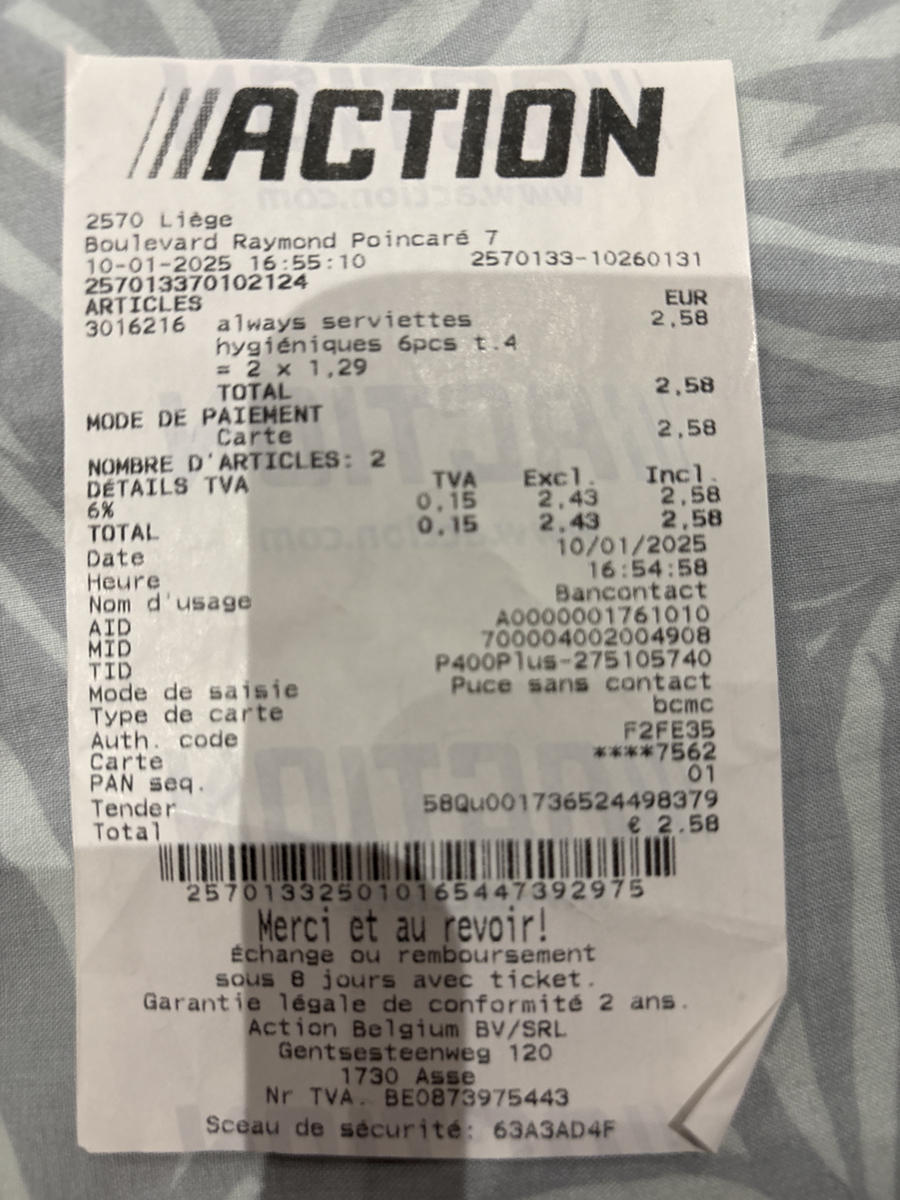 ACTION
2570 Liège
Boulevard Raymond Poincaré 7
10-01-2025 16:55:10 2570133-10260131
257013370102124
ARTICLES EUR
3016216 always serviettes 2,58
hygiéniques 6pcs t.4
= 2 x 1,29
TOTAL 2,58
MODE DE PAIEMENT
Carte 2,58
NOMBRE D'ARTICLES: 2
DÉTAILS TVA TVA Excl. Incl.
6% 0,15 2,43 2,58
TOTAL 0,15 2,43 2,58
Date 10/01/2025
Heure 16:54:58
Nom d'usage Bancontact
AID A0000001761010
MID 700004002004908
TID P400Plus-275105740
Mode de saisie Puce sans contact
Type de carte bcmc
Auth. code F2FE35
Carte ****7562
PAN seq. 01
Tender 58Qu001736524498379
Total € 2.58
257013325010165447392975
Merci et au revoir!
Échange ou remboursement
sous 8 jours avec ticket.
Garantie légale de conformité 2 ans.
Action Belgium BV/SRL
Gentsesteenweg 120
1730 Asse
Nr TVA. BE0873975443
Sceau de sécurité: 63A3AD4F